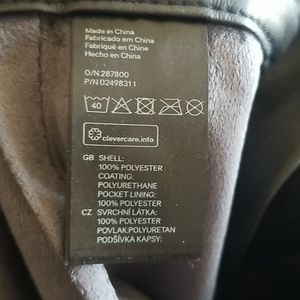 Made in China
Fabricado em China
Fabriqué en Chine
Hecho en China
O/N 287800
P/N 02498311
40
clevercare.info
GB SHELL:
100% POLYESTER
COATING:
POLYURETHANE
POCKET LINING:
100% POLYESTER
CZ SVRCHNÍ LÁTKA:
100% POLYESTER
POVLAK:POLYURETAN
PODŠÍVKA KAPSY: